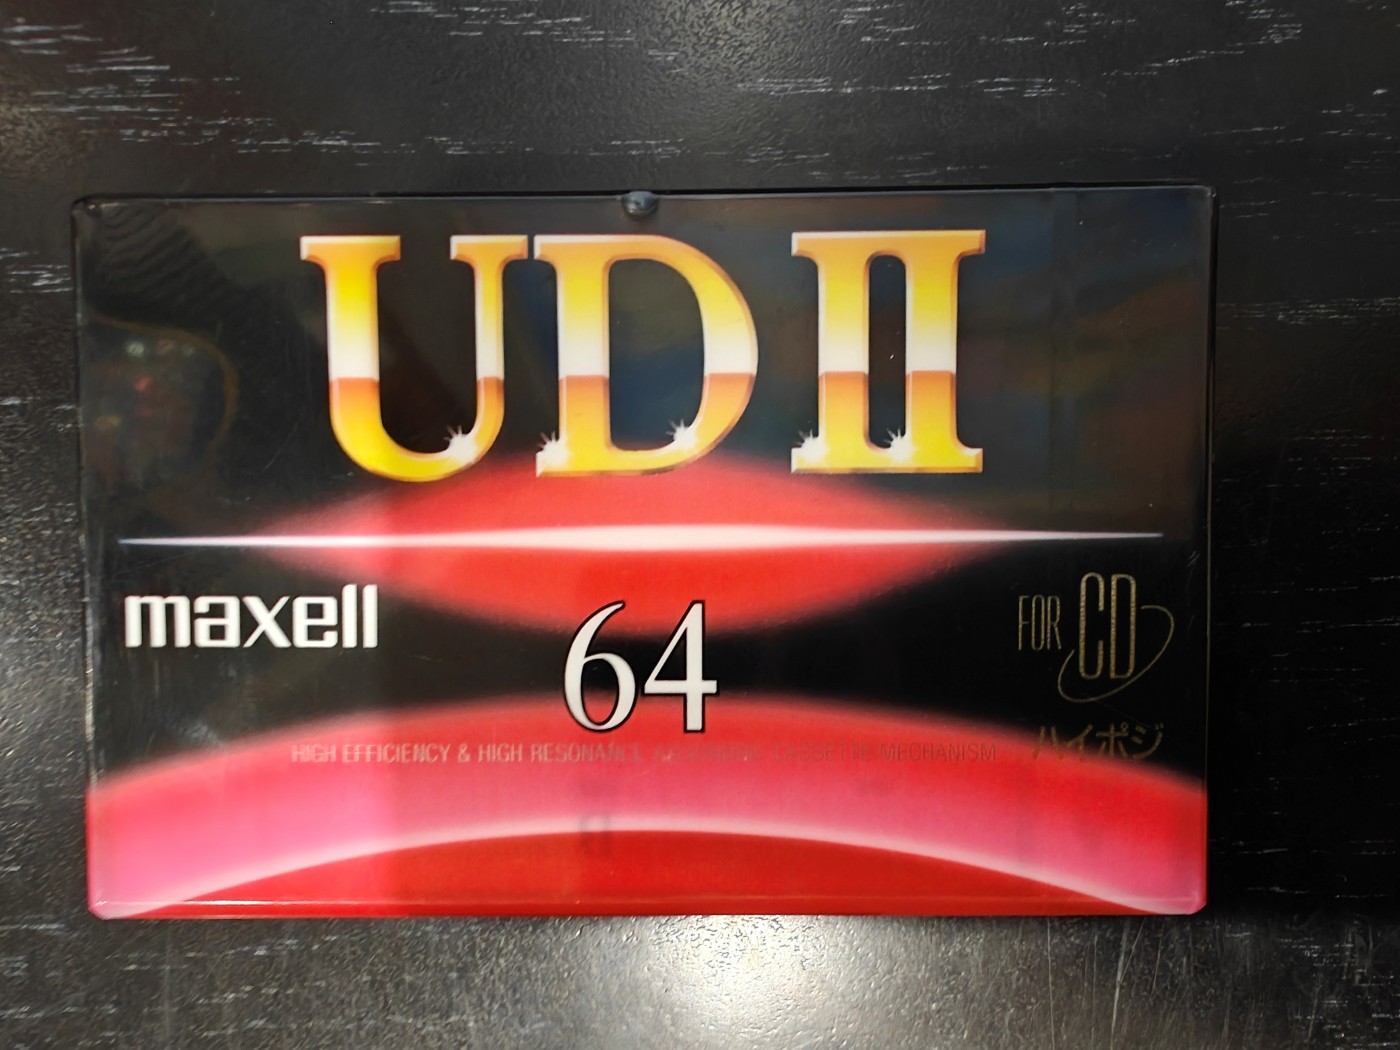 UD II
maxell
64
FOR CD
HIGH EFFICIENCY & HIGH RESONANCE CASSETTE MECHANISM
ハイポジ